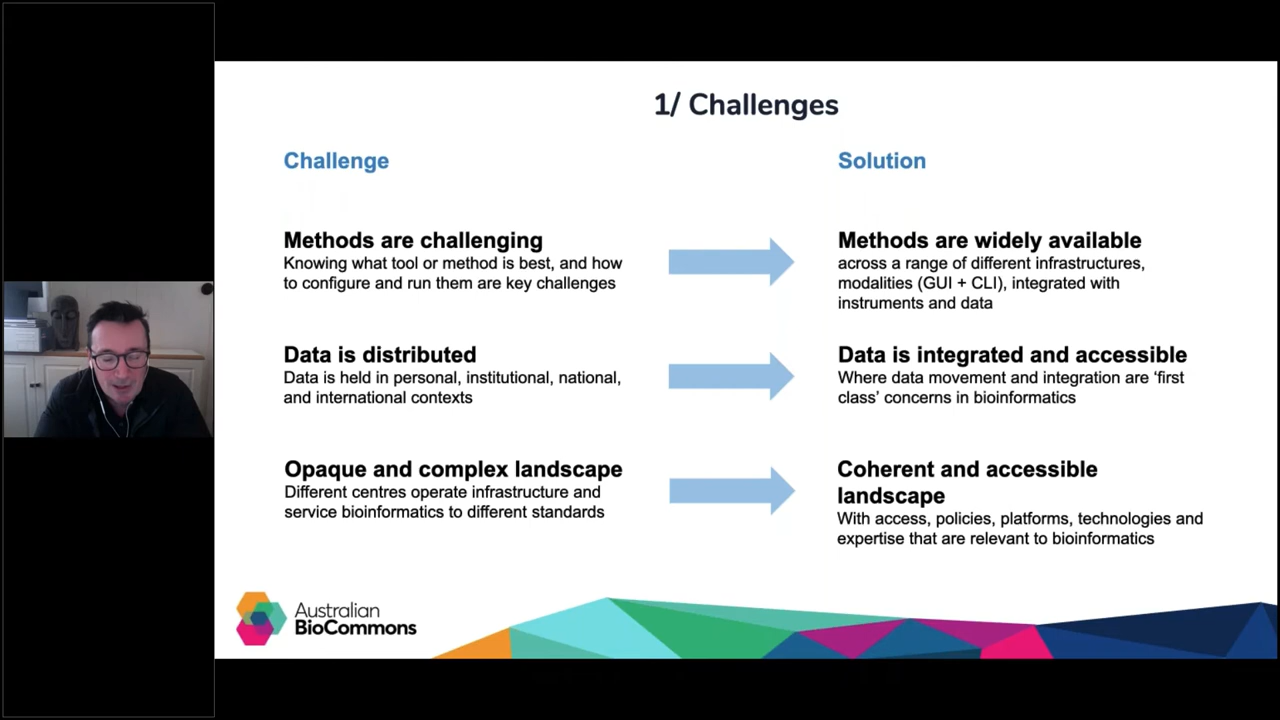 1/ Challenges
Challenge
Solution
Methods are challenging
Knowing what tool or method is best, and how
to configure and run them are key challenges
Methods are widely available
across a range of different infrastructures,
modalities (GUI + CLI), integrated with
instruments and data
Data is distributed
Data is held in personal, institutional, national,
and international contexts
Data is integrated and accessible
Where data movement and integration are ‘first
class’ concerns in bioinformatics
Opaque and complex landscape
Different centres operate infrastructure and
service bioinformatics to different standards
Coherent and accessible
landscape
With access, policies, platforms, technologies and
expertise that are relevant to bioinformatics
Australian
BioCommons